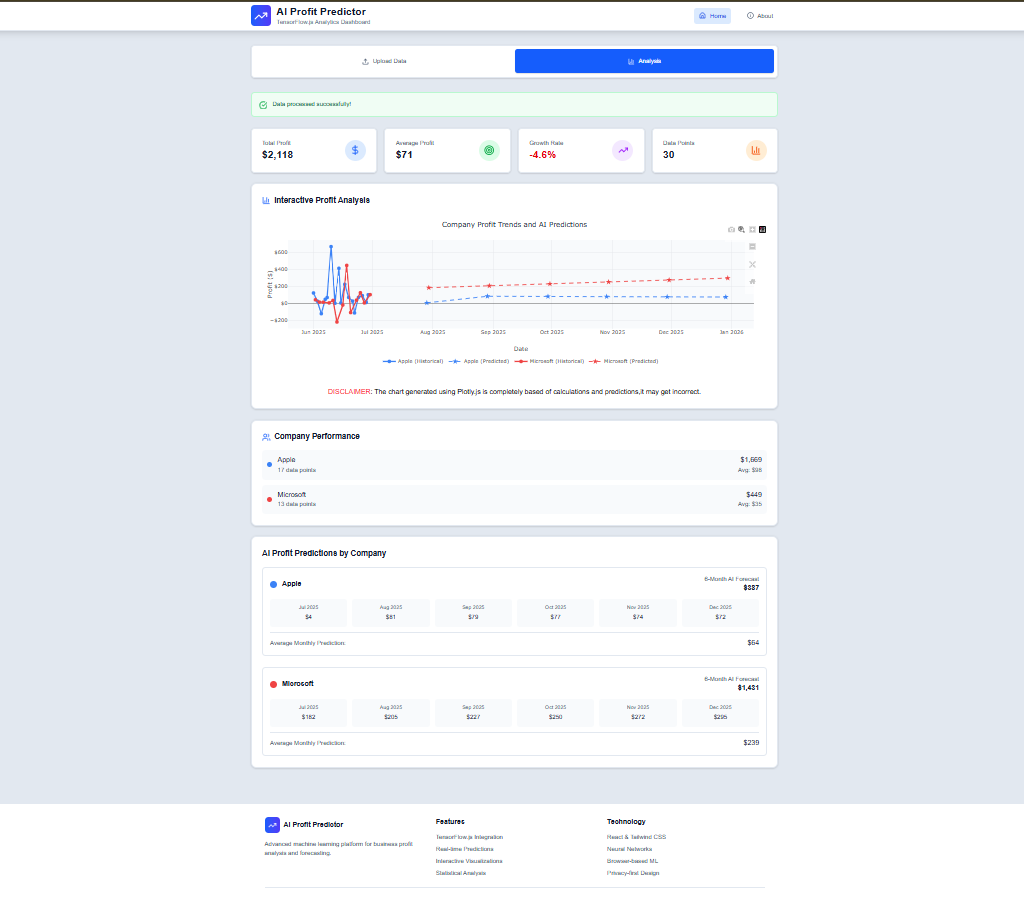 AI Profit Predictor
TensorFlow.js Analytics Dashboard
Home
About
Upload Data
Analysis
Data processed successfully!
Total Profit
$2,118
Average Profit
$71
Growth Rate
-4.6%
Data Points
30
Interactive Profit Analysis
Company Profit Trends and AI Predictions
Profit ($)
$600
$400
$200
$0
−$200
Jun 2025
Jul 2025
Aug 2025
Sep 2025
Oct 2025
Nov 2025
Dec 2025
Jan 2026
Date
Apple (Historical)
Apple (Predicted)
Microsoft (Historical)
Microsoft (Predicted)
DISCLAIMER: The chart generated using Plotly.js is completely based of calculations and predictions,it may get incorrect.
Company Performance
Apple
17 data points
$1,669
Avg: $98
Microsoft
13 data points
$449
Avg: $35
AI Profit Predictions by Company
Apple
6-Month AI Forecast
$387
Jul 2025
$4
Aug 2025
$81
Sep 2025
$79
Oct 2025
$77
Nov 2025
$74
Dec 2025
$72
Average Monthly Prediction:
$64
Microsoft
6-Month AI Forecast
$1,431
Jul 2025
$182
Aug 2025
$205
Sep 2025
$227
Oct 2025
$250
Nov 2025
$272
Dec 2025
$295
Average Monthly Prediction:
$239
AI Profit Predictor
Advanced machine learning platform for business profit
analysis and forecasting.
Features
TensorFlow.js Integration
Real-time Predictions
Interactive Visualizations
Statistical Analysis
Technology
React & Tailwind CSS
Neural Networks
Browser-based ML
Privacy-first Design